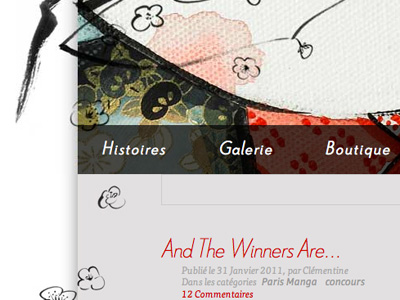 Histoires Galerie Boutique
And The Winners Are...
Publié le 31 Janvier 2011, par Clémentine
Dans les catégories Paris Manga concours
12 Commentaires